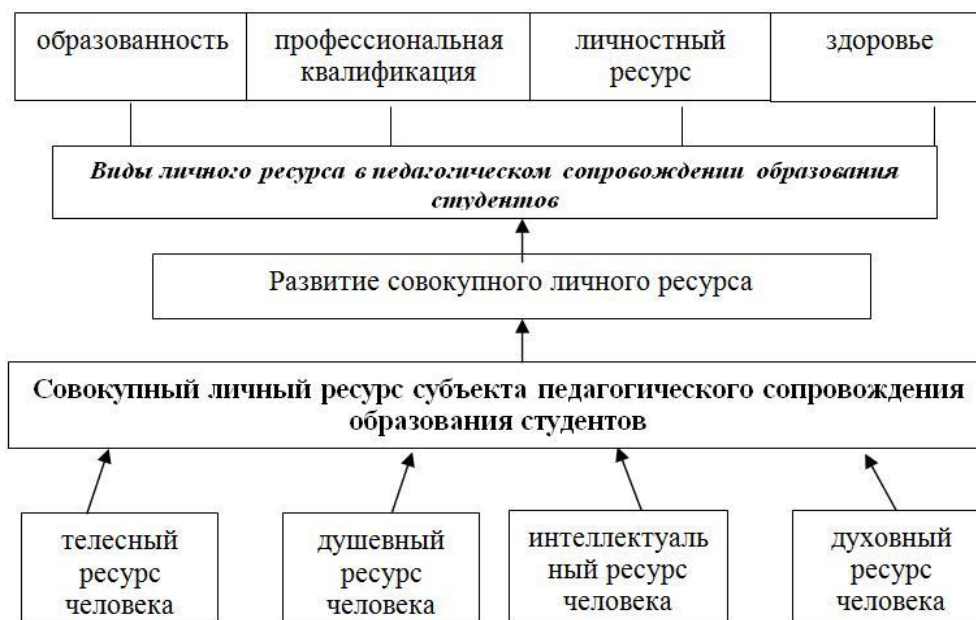 образованность
профессиональная
квалификация
личностный
ресурс
здоровье
Виды личного ресурса в педагогическом сопровождении образования
студентов
Развитие совокупного личного ресурса
Совокупный личный ресурс субъекта педагогического сопровождения
образования студентов
телесный
ресурс
человека
душевный
ресурс
человека
интеллектуаль
ный ресурс
человека
духовный
ресурс
человека